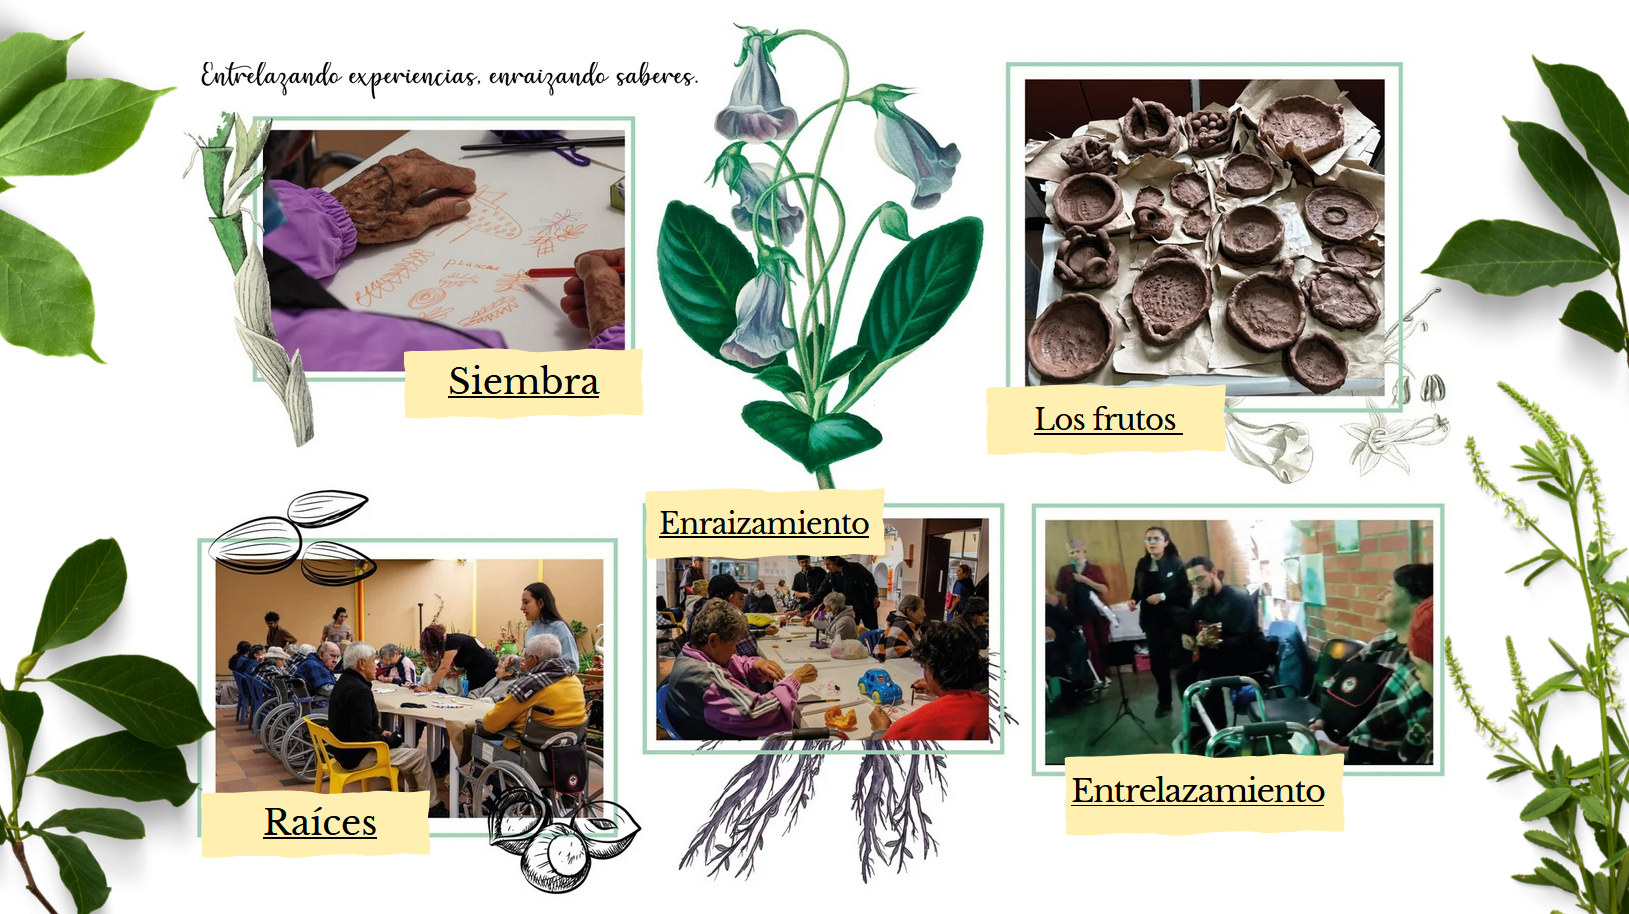 Entrelazando experiencias, enraizando saberes.
Siembra
Los frutos
Enraizamiento
Raíces
Entrelazamiento